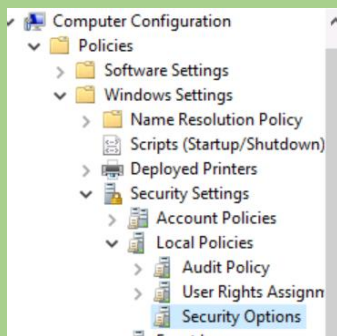 Computer Configuration
Policies
Software Settings
Windows Settings
Name Resolution Policy
Scripts (Startup/Shutdown)
Deployed Printers
Security Settings
Account Policies
Local Policies
Audit Policy
User Rights Assignm
Security Options